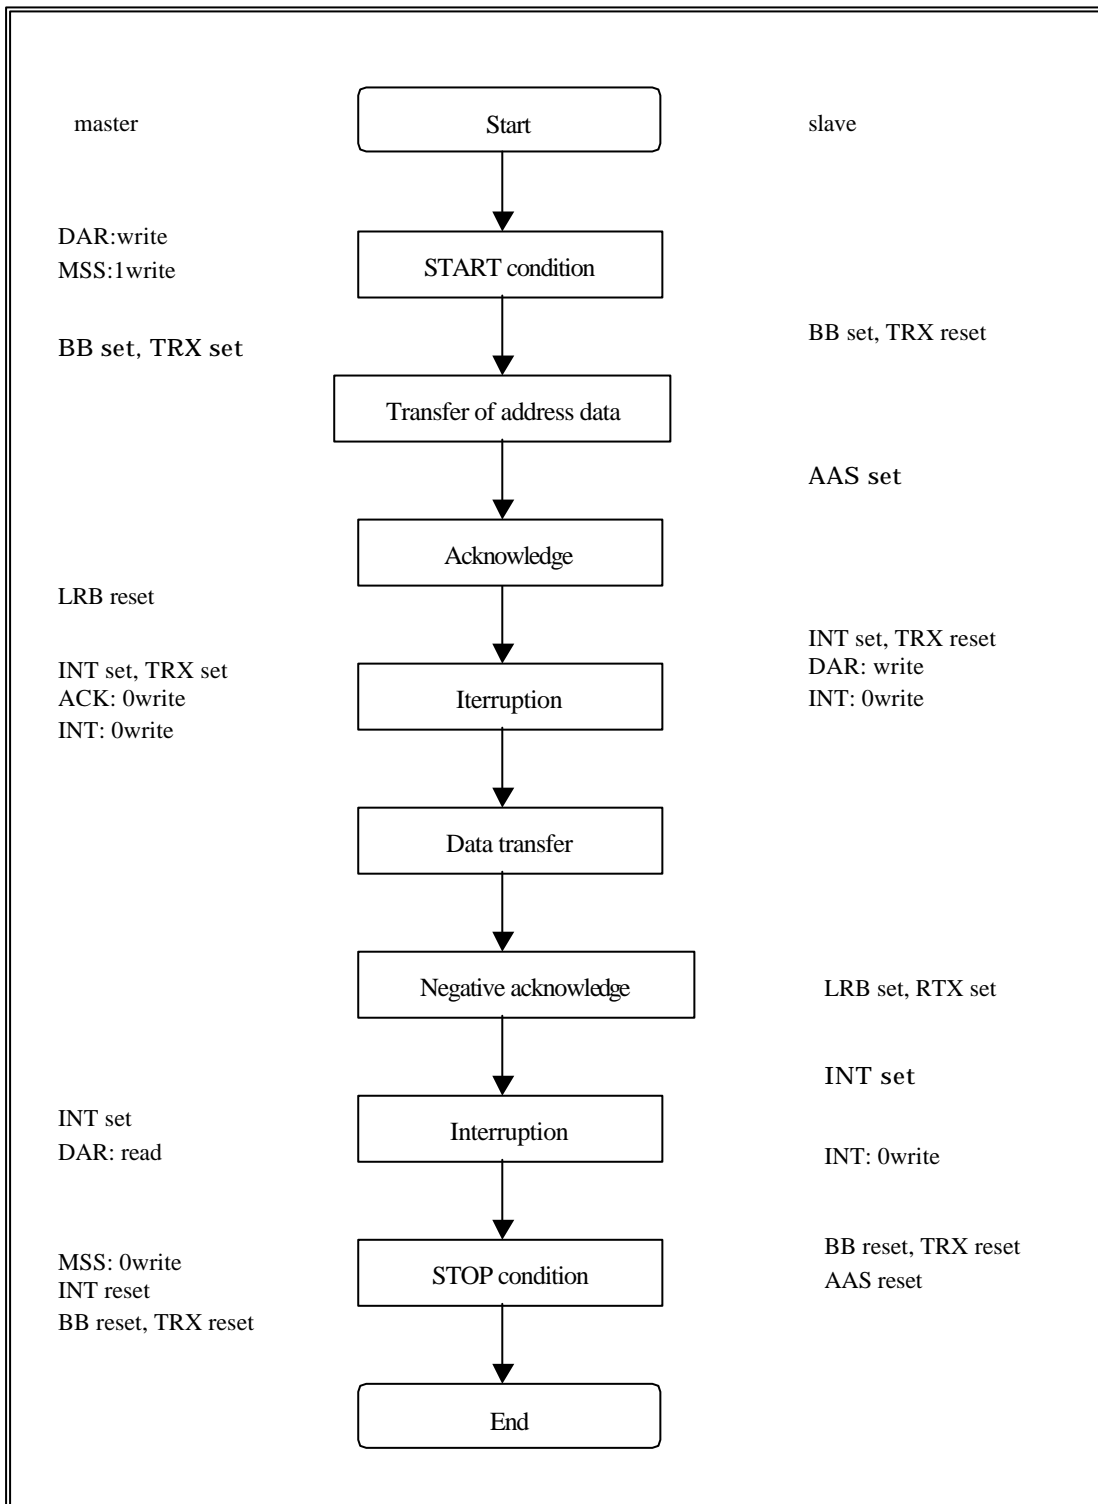 master
Start
slave
DAR:write
MSS:1write
START condition
BB set, TRX set
BB set, TRX reset
Transfer of address data
AAS set
Acknowledge
LRB reset
INT set, TRX set
ACK: 0write
INT: 0write
Iterruption
INT set, TRX reset
DAR: write
INT: 0write
Data transfer
Negative acknowledge
LRB set, RTX set
INT set
INT set
DAR: read
Interruption
INT: 0write
MSS: 0write
INT reset
BB reset, TRX reset
STOP condition
BB reset, TRX reset
AAS reset
End